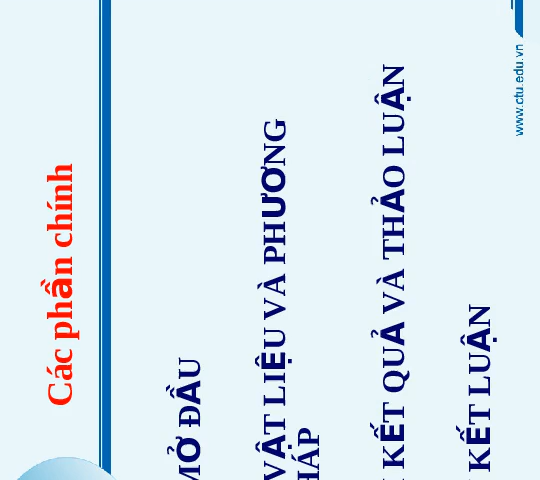 Các phần chính
MỞ ĐẦU
VẬT LIỆU VÀ PHƯƠNG
HÁP
KẾT QUẢ VÀ THẢO LUẬN
KẾT LUẬN
www.ctu.edu.vn